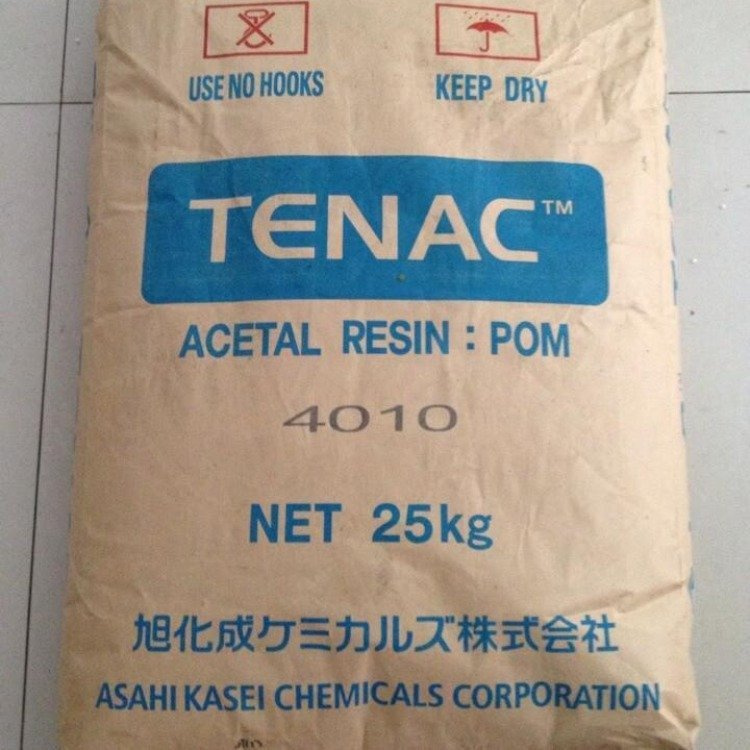 USE NO HOOKS KEEP DRY
TENAC™
ACETAL RESIN : POM
4010
NET 25kg
旭化成ケミカルズ株式会社
ASAHI KASEI CHEMICALS CORPORATION